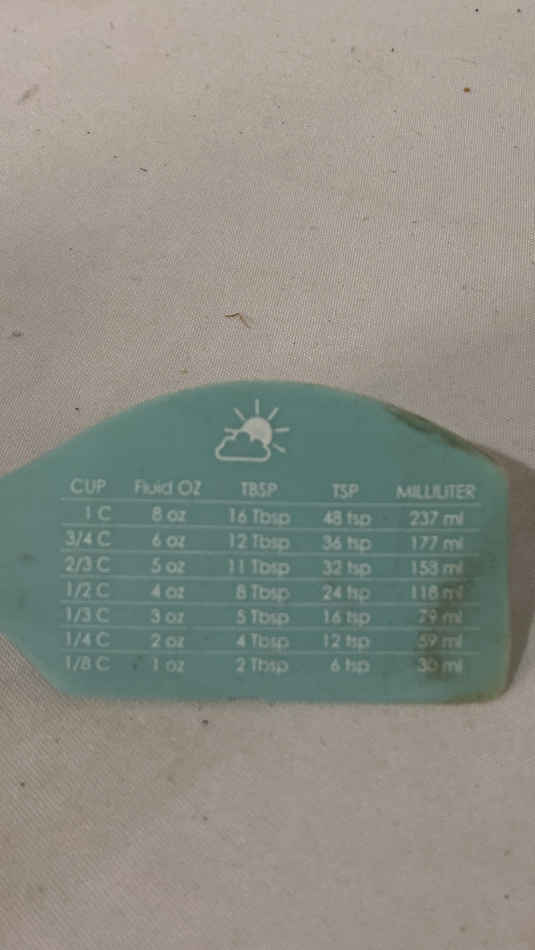 CUP Fluid OZ TBSP TSP MILLILITER
1 C 8 oz 16 Tbsp 48 tsp 237 ml
3/4 C 6 oz 12 Tbsp 36 tsp 177 ml
2/3 C 5 oz 11 Tbsp 32 tsp 158 ml
1/2 C 4 oz 8 Tbsp 24 tsp 118 ml
1/3 C 3 oz 5 Tbsp 16 tsp 79 ml
1/4 C 2 oz 4 Tbsp 12 tsp 59 ml
1/8 C 1 oz 2 Tbsp 6 tsp 30 ml